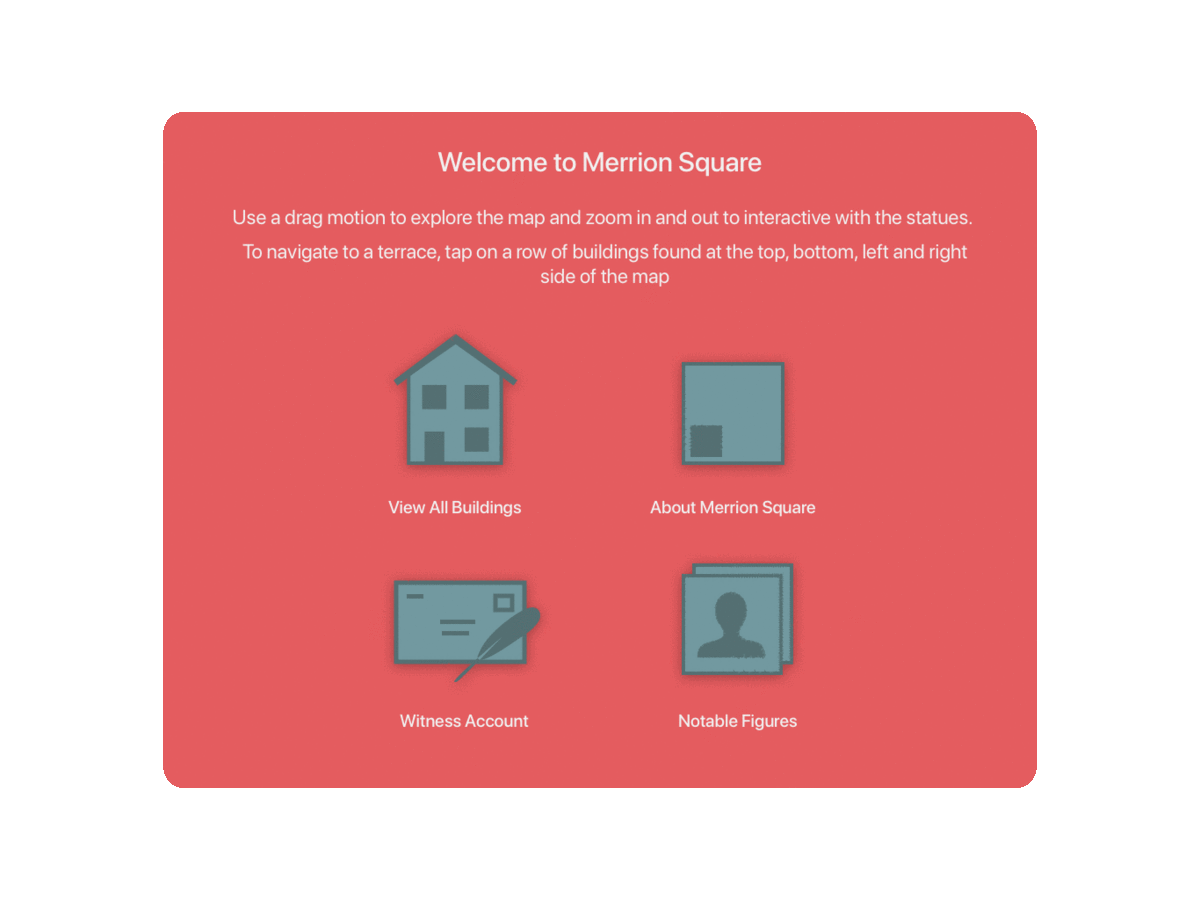 Welcome to Merrion Square
Use a drag motion to explore the map and zoom in and out to interactive with the statues.
To navigate to a terrace, tap on a row of buildings found at the top, bottom, left and right
side of the map
View All Buildings
About Merrion Square
Witness Account
Notable Figures